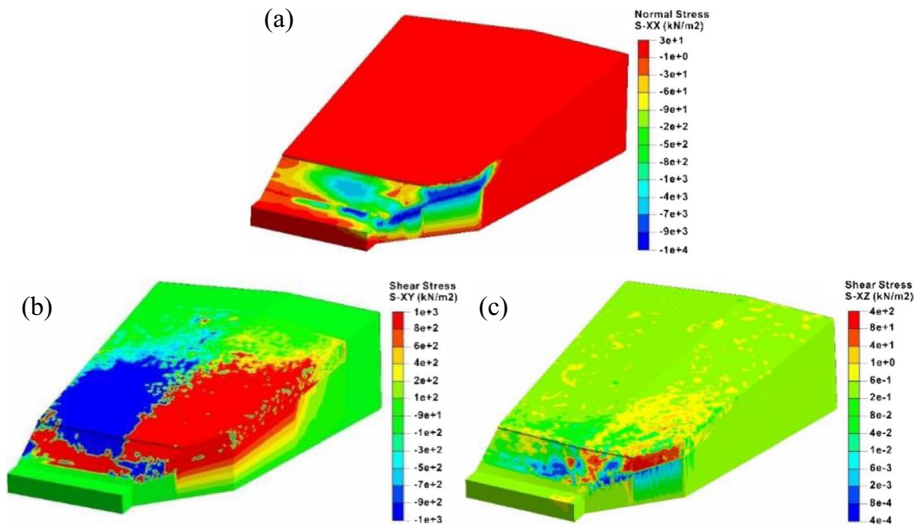 (a)
Normal Stress
S-XX (kN/m2)
3e+1
-1e+0
-3e+1
-6e+1
-9e+1
-2e+2
-5e+2
-8e+2
-1e+3
-4e+3
-7e+3
-9e+3
-1e+4
(b)
Shear Stress
S-XY (kN/m2)
1e+3
8e+2
6e+2
4e+2
2e+2
1e+2
-9e+1
-1e+2
-3e+2
-5e+2
-7e+2
-9e+2
-1e+3
(c)
Shear Stress
S-XZ (kN/m2)
4e+2
8e+1
4e+1
1e+0
6e-1
2e-1
8e-2
2e-2
6e-3
2e-3
8e-4
4e-4